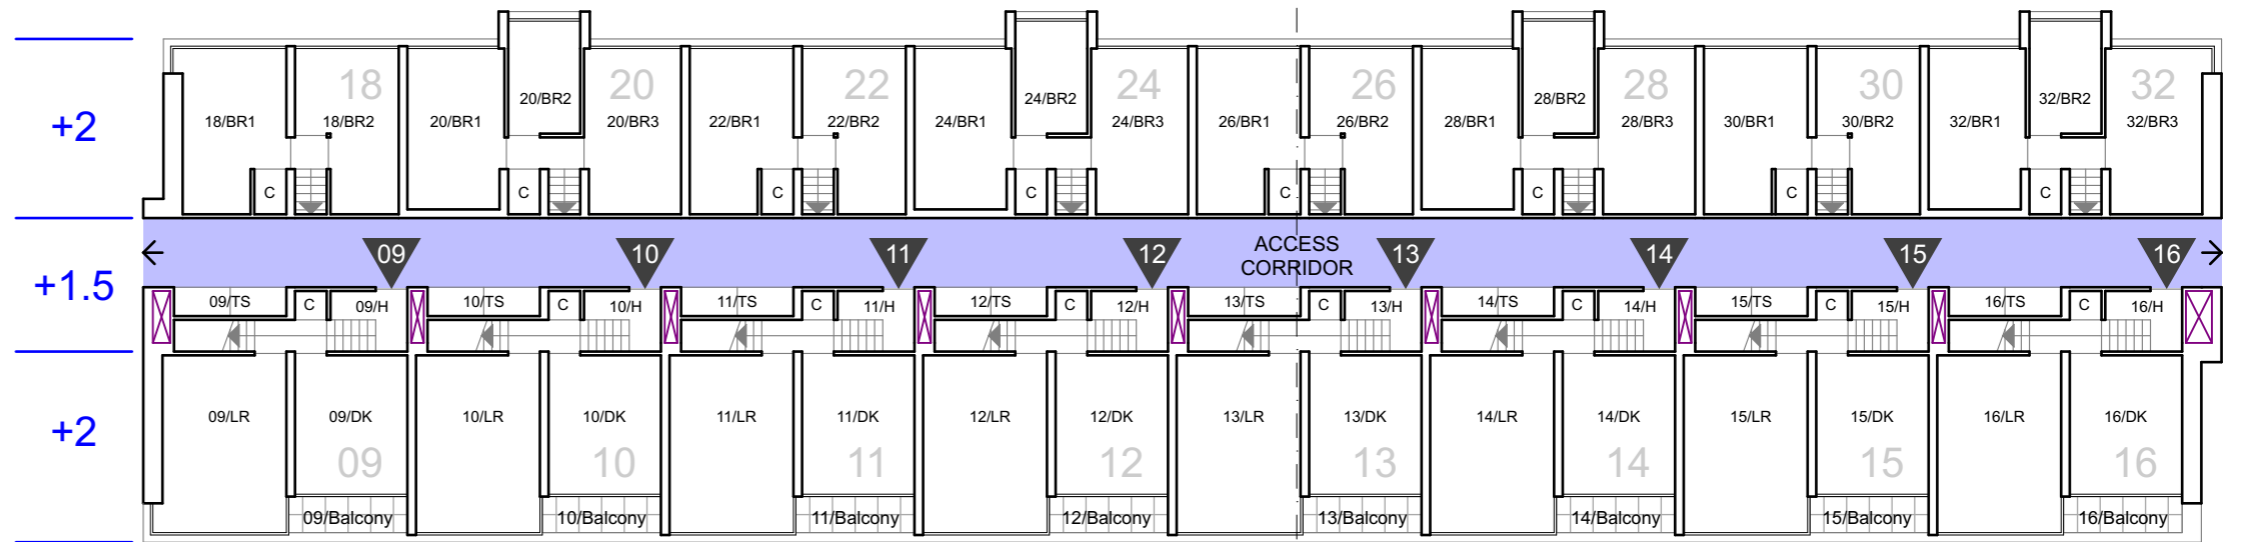 18 20 22 24 26 28 30 32
20/BR2 24/BR2 28/BR2 32/BR2
18/BR1 18/BR2 20/BR1 20/BR3 22/BR1 22/BR2 24/BR1 24/BR3 26/BR1 26/BR2 28/BR1 28/BR3 30/BR1 30/BR2 32/BR1 32/BR3
+2
C C C C C C C C
09 10 11 12 13 14 15 16
ACCESS
CORRIDOR
+1.5
09/TS C 09/H 10/TS C 10/H 11/TS C 11/H 12/TS C 12/H 13/TS C 13/H 14/TS C 14/H 15/TS C 15/H 16/TS C 16/H
09/LR 09/DK 10/LR 10/DK 11/LR 11/DK 12/LR 12/DK 13/LR 13/DK 14/LR 14/DK 15/LR 15/DK 16/LR 16/DK
+2
09 10 11 12 13 14 15 16
09/Balcony 10/Balcony 11/Balcony 12/Balcony 13/Balcony 14/Balcony 15/Balcony 16/Balcony